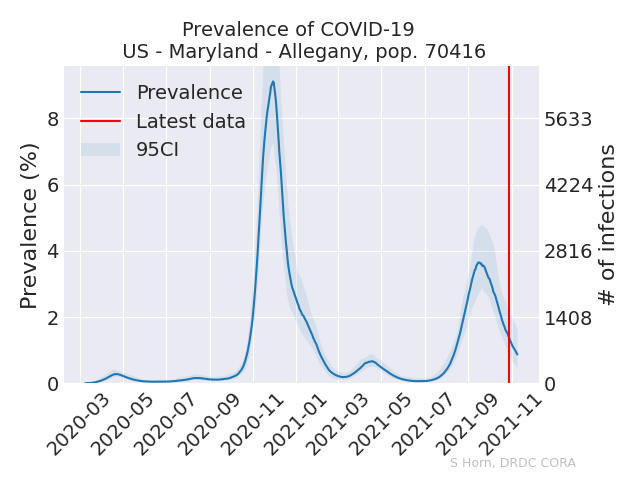 Prevalence of COVID-19
US - Maryland - Allegany, pop. 70416
Prevalence
Latest data
95CI
Prevalence (%)
8
6
4
2
0
5633
4224
2816
1408
0
# of infections
2020-03
2020-05
2020-07
2020-09
2020-11
2021-01
2021-03
2021-05
2021-07
2021-09
2021-11
S Horn, DRDC CORA